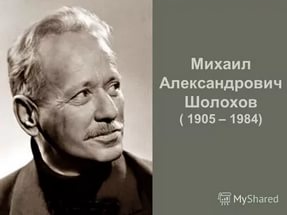 Михаил
Александрович
Шолохов
( 1905 – 1984)
MyShared